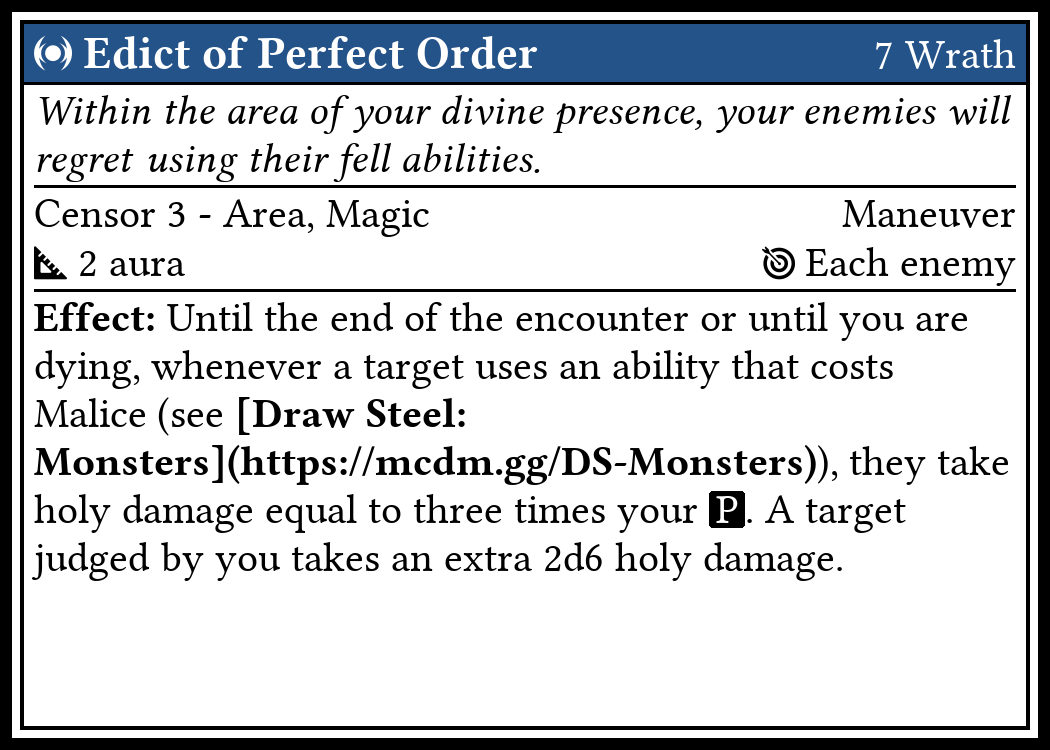 Edict of Perfect Order 7 Wrath
Within the area of your divine presence, your enemies will
regret using their fell abilities.
Censor 3 - Area, Magic Maneuver
2 aura Each enemy
Effect: Until the end of the encounter or until you are
dying, whenever a target uses an ability that costs
Malice (see [Draw Steel:
Monsters](https://mcdm.gg/DS-Monsters)), they take
holy damage equal to three times your P. A target
judged by you takes an extra 2d6 holy damage.